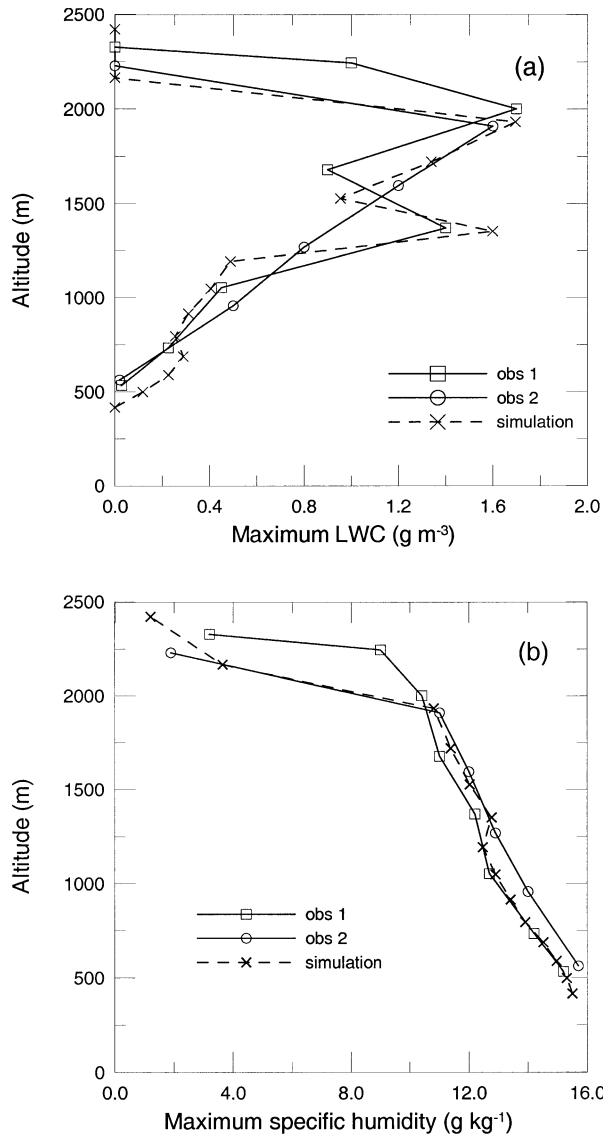 2500
(a)
2000
Altitude (m)
1500
1000
obs 1
500
obs 2
simulation
0
0.0 0.4 0.8 1.2 1.6 2.0
Maximum LWC (g m-3)
2500
(b)
2000
Altitude (m)
1500
1000
obs 1
obs 2
500
simulation
0
0.0 4.0 8.0 12.0 16.0
Maximum specific humidity (g kg-1)